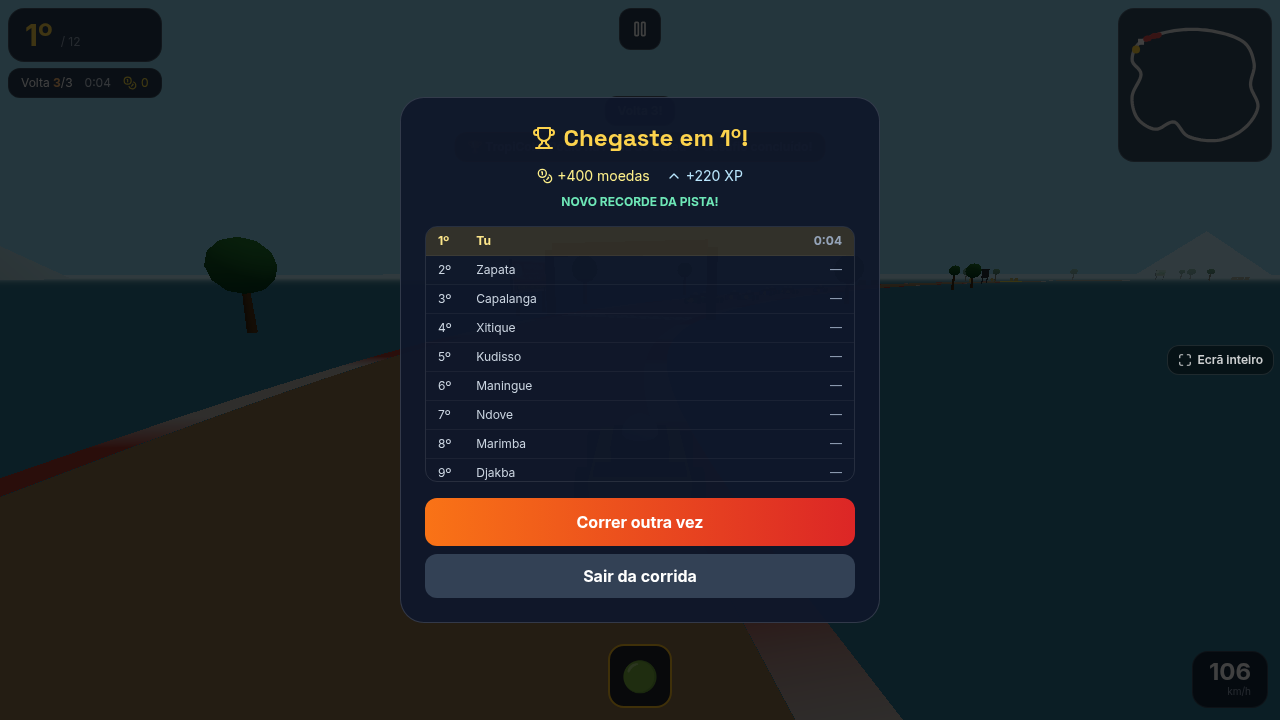 1º / 12
Volta 3/3 0:04 0
Chegaste em 1º!
+400 moedas +220 XP
NOVO RECORDE DA PISTA!
1º Tu 0:04
2º Zapata —
3º Capalanga —
4º Xitique —
5º Kudisso —
6º Maningue —
7º Ndove —
8º Marimba —
9º Djakba —
Ecrã inteiro
Correr outra vez
Sair da corrida
106
km/h